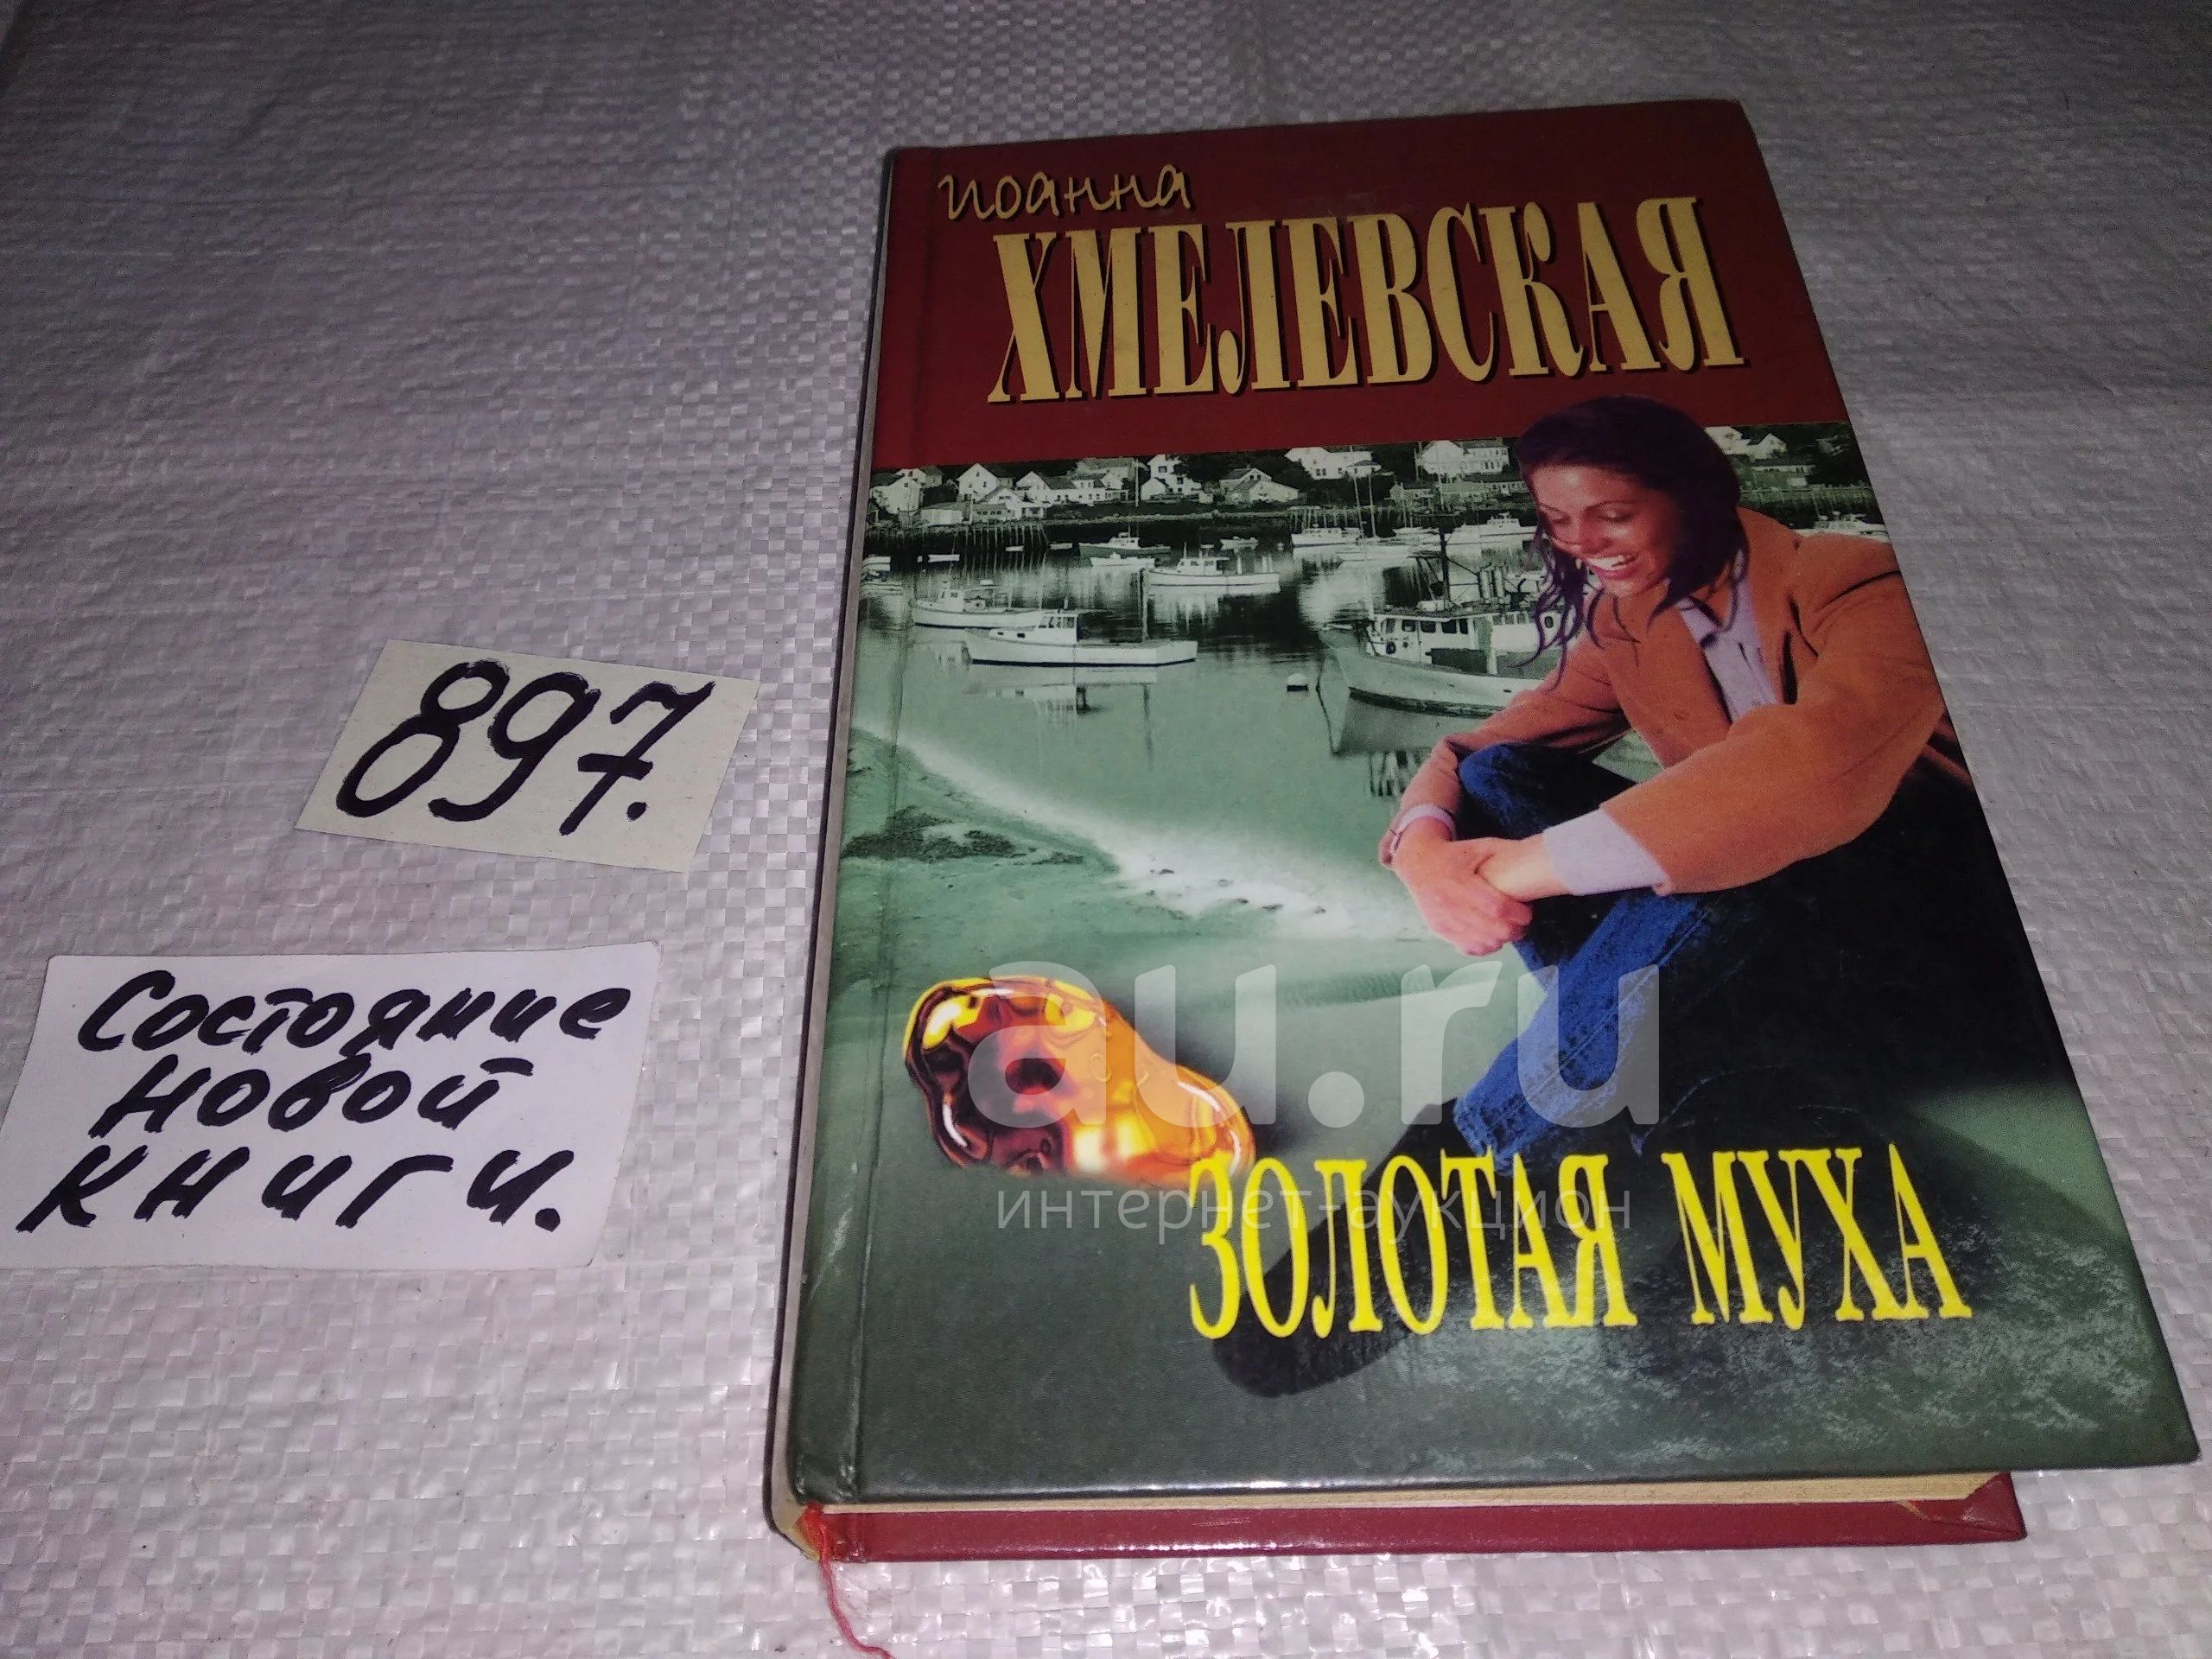 иоанна
ХМЕЛЕВСКАЯ
897.
Состояние
новой
книги.
au.ru
интернет-аукцион
ЗОЛОТАЯ МУХА